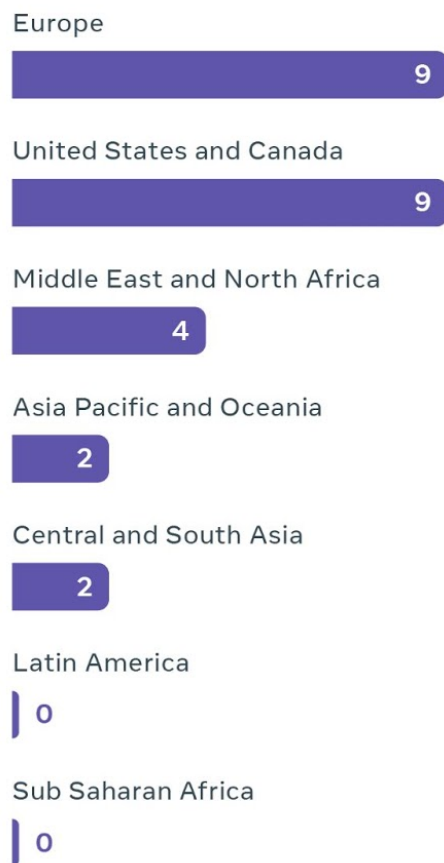 Europe
9
United States and Canada
9
Middle East and North Africa
4
Asia Pacific and Oceania
2
Central and South Asia
2
Latin America
0
Sub Saharan Africa
0